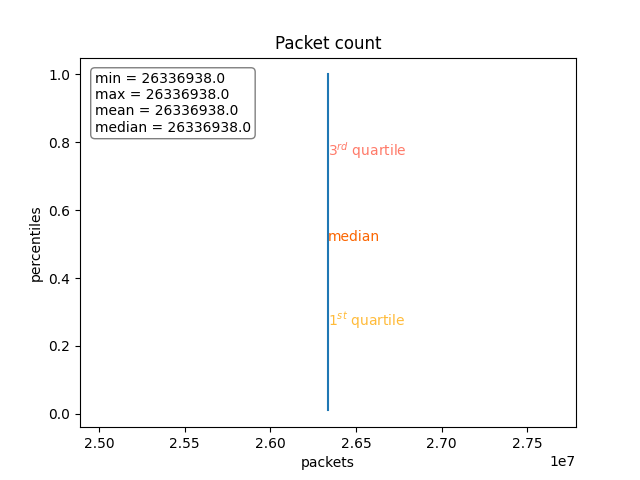 Packet count
min = 26336938.0
max = 26336938.0
mean = 26336938.0
median = 26336938.0
1.0
0.8
0.6
0.4
0.2
0.0
percentiles
3rd quartile
median
1st quartile
2.50 2.55 2.60 2.65 2.70 2.75
packets
1e7